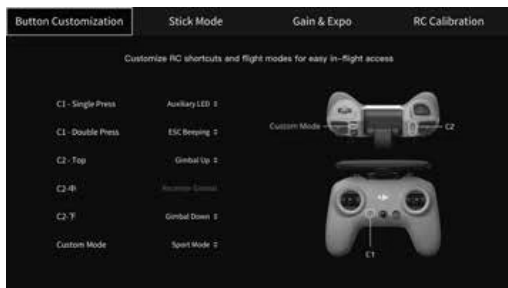 Button Customization Stick Mode Gain & Expo RC Calibration
Customize RC shortcuts and flight modes for easy in-flight access
C1 - Single Press Auxiliary LED
C1 - Double Press ESC Beeping
C2 - Top Gimbal Up
C2-中 Recenter Gimbal
C2-下 Gimbal Down
Custom Mode Sport Mode
Custom Mode
C2
C1